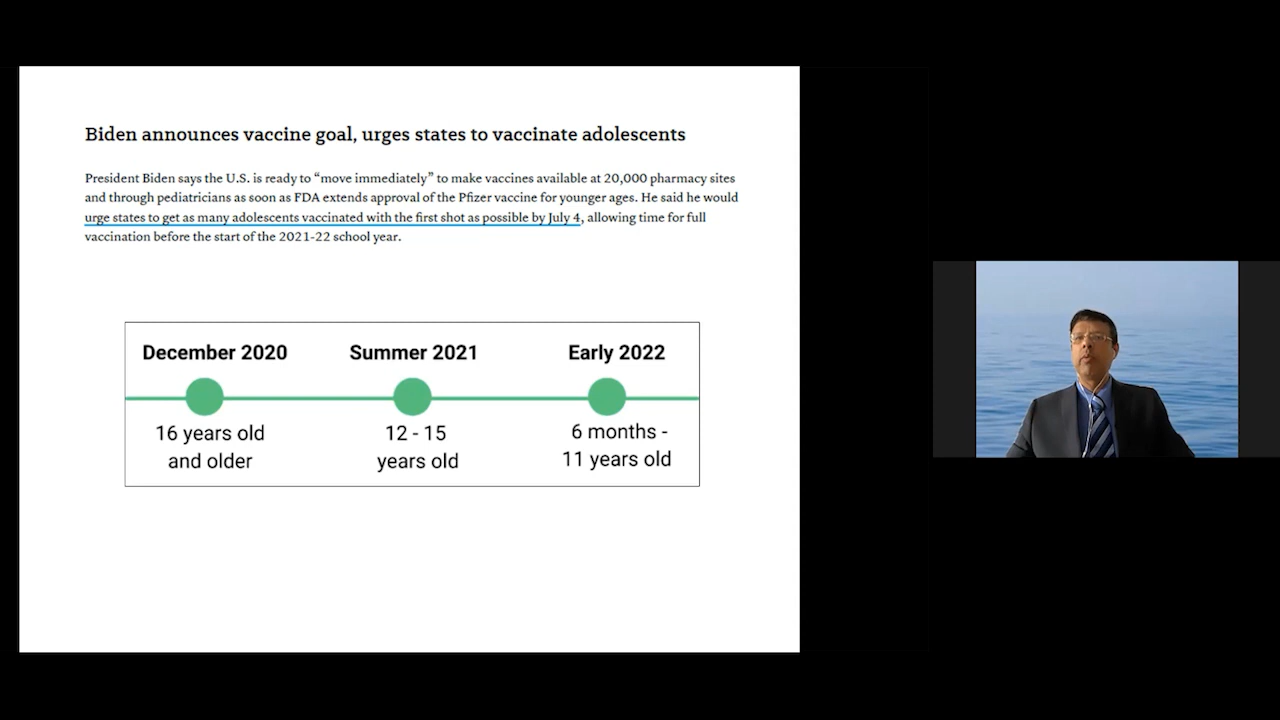 Biden announces vaccine goal, urges states to vaccinate adolescents
President Biden says the U.S. is ready to “move immediately” to make vaccines available at 20,000 pharmacy sites
and through pediatricians as soon as FDA extends approval of the Pfizer vaccine for younger ages. He said he would
urge states to get as many adolescents vaccinated with the first shot as possible by July 4, allowing time for full
vaccination before the start of the 2021-22 school year.
December 2020
Summer 2021
Early 2022
16 years old
and older
12 - 15
years old
6 months -
11 years old